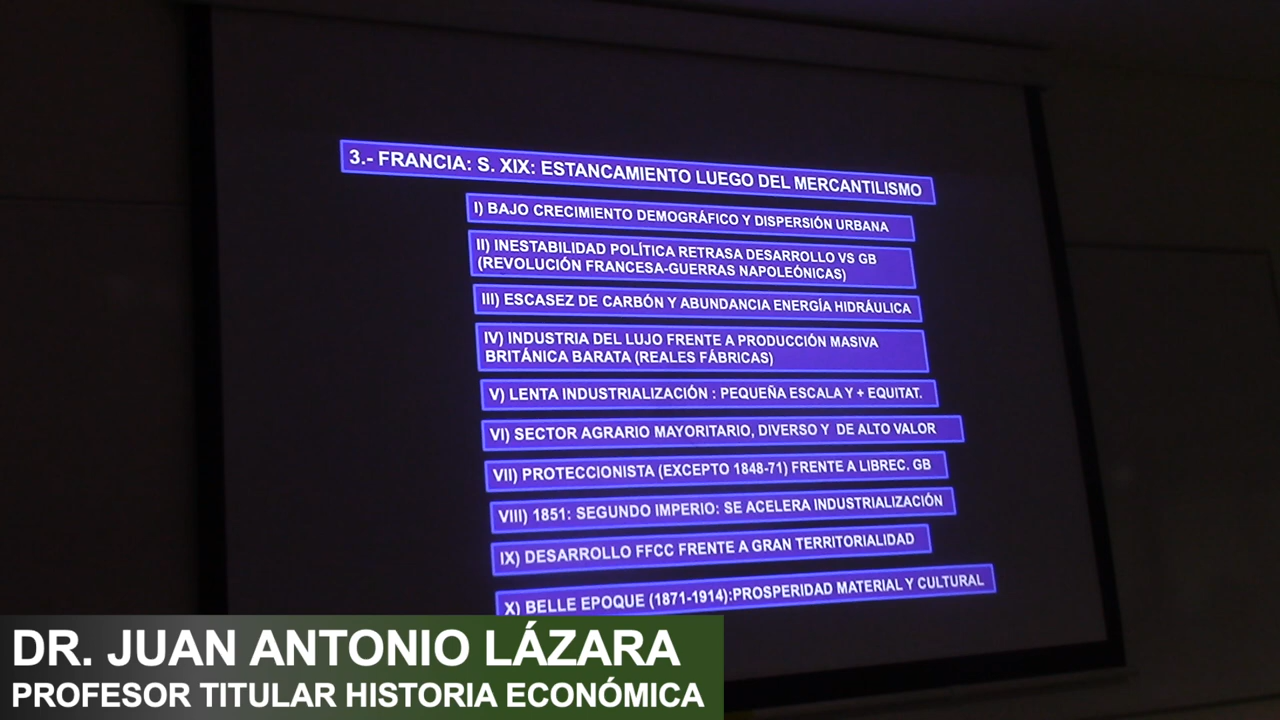 3.- FRANCIA: S. XIX: ESTANCAMIENTO LUEGO DEL MERCANTILISMO
I) BAJO CRECIMIENTO DEMOGRÁFICO Y DISPERSIÓN URBANA
II) INESTABILIDAD POLÍTICA RETRASA DESARROLLO VS GB
(REVOLUCIÓN FRANCESA-GUERRAS NAPOLEÓNICAS)
III) ESCASEZ DE CARBÓN Y ABUNDANCIA ENERGÍA HIDRÁULICA
IV) INDUSTRIA DEL LUJO FRENTE A PRODUCCIÓN MASIVA
BRITÁNICA BARATA (REALES FÁBRICAS)
V) LENTA INDUSTRIALIZACIÓN : PEQUEÑA ESCALA Y + EQUITAT.
VI) SECTOR AGRARIO MAYORITARIO, DIVERSO Y DE ALTO VALOR
VII) PROTECCIONISTA (EXCEPTO 1848-71) FRENTE A LIBREC. GB
VIII) 1851: SEGUNDO IMPERIO: SE ACELERA INDUSTRIALIZACIÓN
IX) DESARROLLO FFCC FRENTE A GRAN TERRITORIALIDAD
X) BELLE EPOQUE (1871-1914):PROSPERIDAD MATERIAL Y CULTURAL
DR. JUAN ANTONIO LÁZARA
PROFESOR TITULAR HISTORIA ECONÓMICA